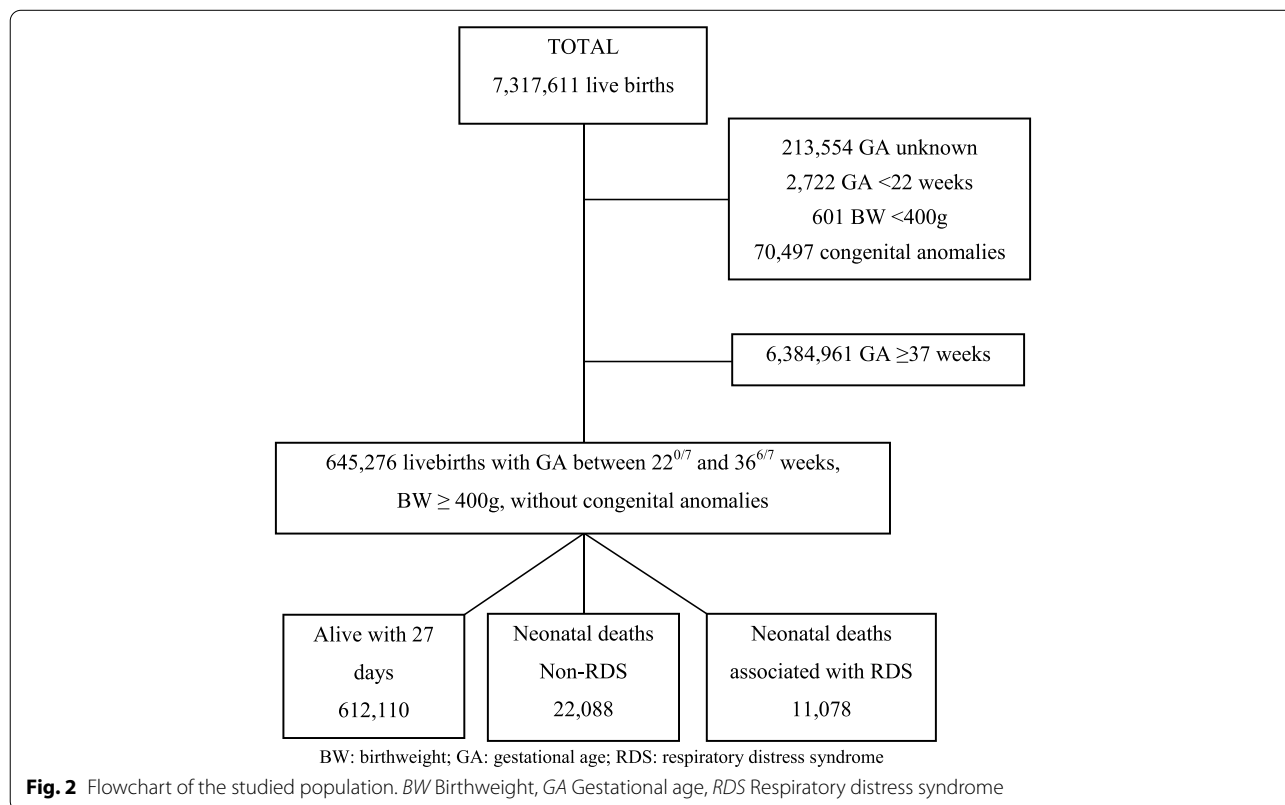 TOTAL
7,317,611 live births
213,554 GA unknown
2,722 GA <22 weeks
601 BW <400g
70,497 congenital anomalies
6,384,961 GA ≥37 weeks
645,276 livebirths with GA between 22^0/7 and 36^6/7 weeks,
BW ≥ 400g, without congenital anomalies
Alive with 27
days
612,110
Neonatal deaths
Non-RDS
22,088
Neonatal deaths
associated with RDS
11,078
BW: birthweight; GA: gestational age; RDS: respiratory distress syndrome
Fig. 2 Flowchart of the studied population. BW Birthweight, GA Gestational age, RDS Respiratory distress syndrome